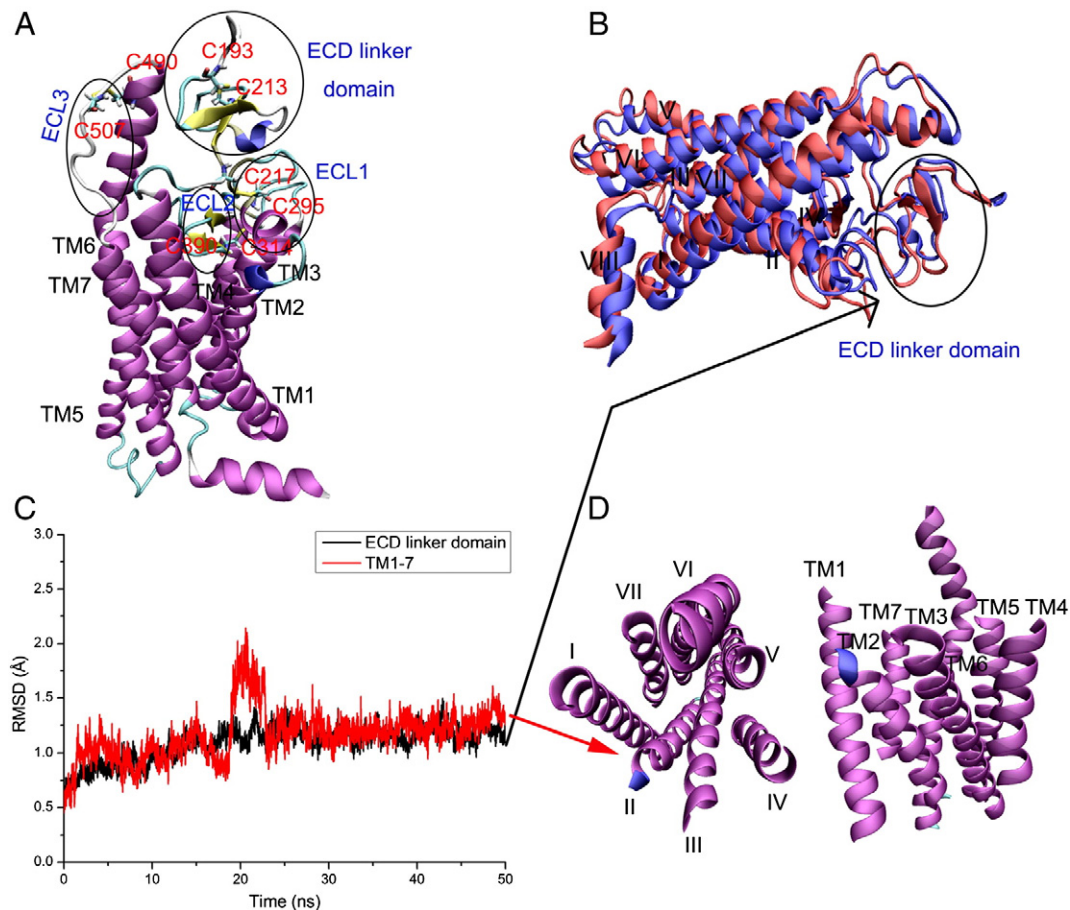 A
C490
C193
ECD linker
domain
C213
ECL3
C507
C217
ECL1
ECL2
C295
C390
C314
TM6
TM7
TM4
TM3
TM2
TM5
TM1
B
V
VI
III
VII
IV
VIII
I
II
ECD linker domain
C
ECD linker domain
TM1-7
RMSD (Å)
3.0
2.5
2.0
1.5
1.0
0.5
0.0
0
10
20
30
40
50
Time (ns)
D
VI
VII
I
V
II
IV
III
TM1
TM7
TM3
TM5
TM4
TM2
TM6